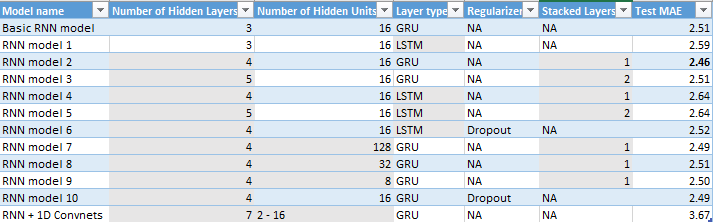 Model name Number of Hidden Layers Number of Hidden Units Layer type Regularizer Stacked Layers Test MAE
Basic RNN model 3 16 GRU NA NA 2.51
RNN model 1 3 16 LSTM NA NA 2.59
RNN model 2 4 16 GRU NA 1 2.46
RNN model 3 5 16 GRU NA 2 2.51
RNN model 4 4 16 LSTM NA 1 2.64
RNN model 5 5 16 LSTM NA 2 2.64
RNN model 6 4 16 LSTM Dropout NA 2.52
RNN model 7 4 128 GRU NA 1 2.49
RNN model 8 4 32 GRU NA 1 2.51
RNN model 9 4 8 GRU NA 1 2.50
RNN model 10 4 16 GRU Dropout NA 2.49
RNN + 1D Convnets 7 2 - 16 GRU NA NA 3.67